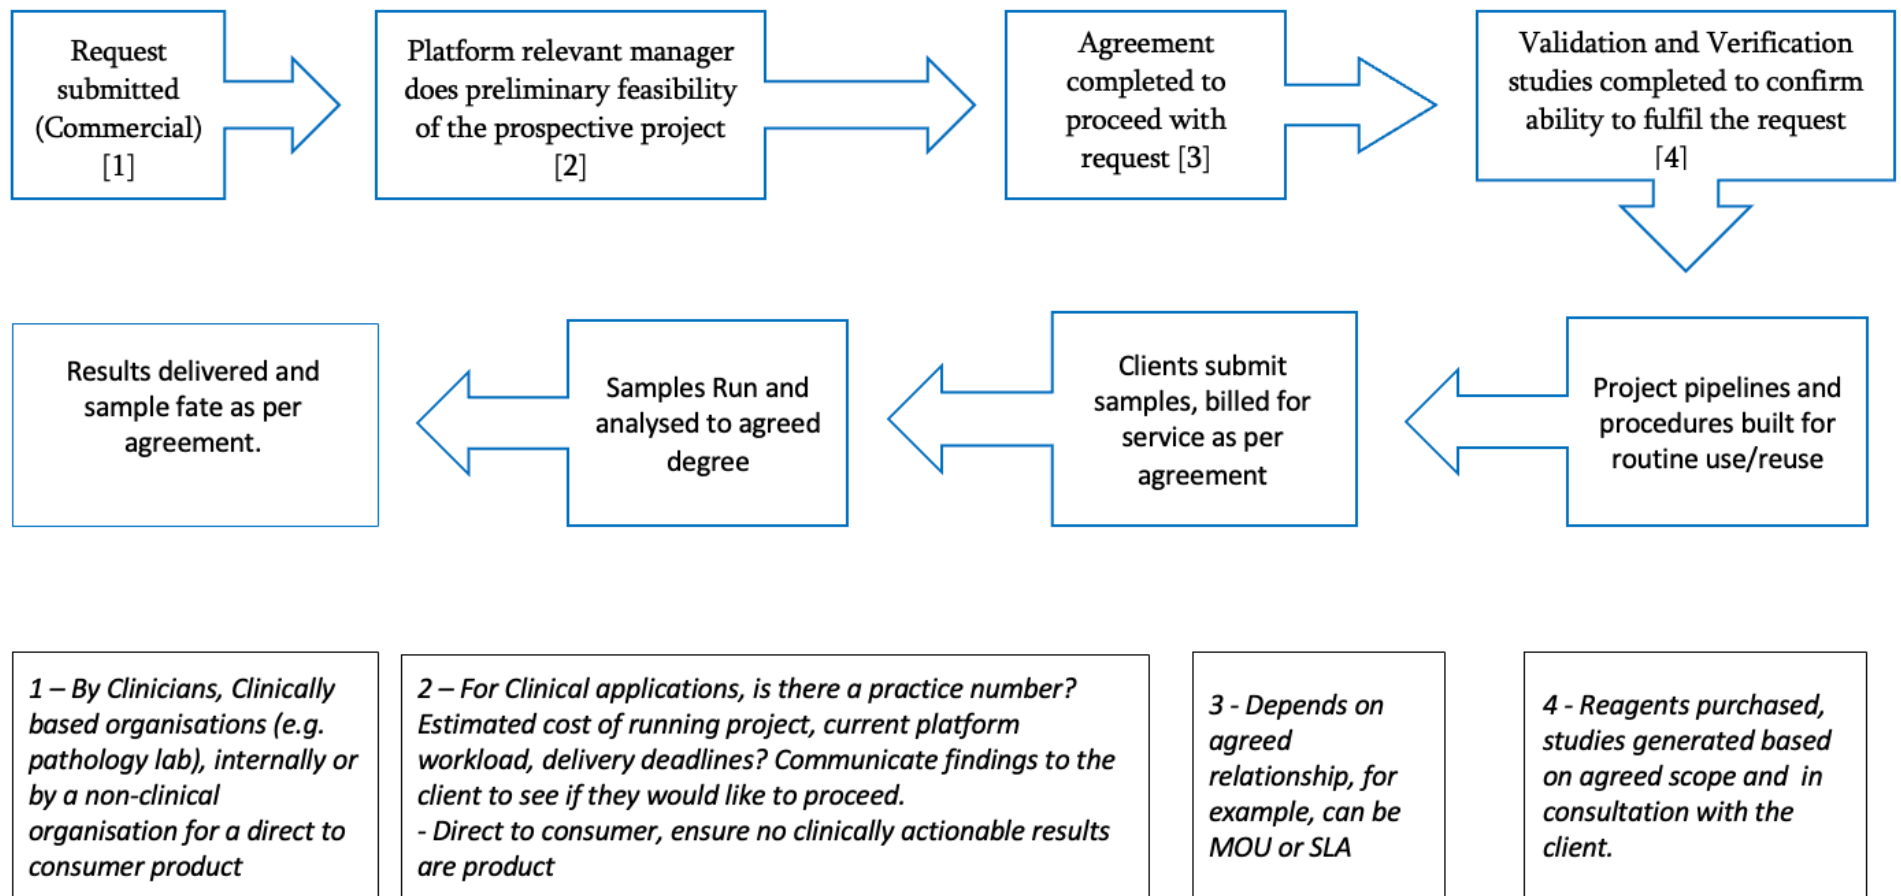 Request
submitted
(Commercial)
[1]
Platform relevant manager
does preliminary feasibility
of the prospective project
[2]
Agreement
completed to
proceed with
request [3]
Validation and Verification
studies completed to confirm
ability to fulfil the request
[4]
Project pipelines and
procedures built for
routine use/reuse
Clients submit
samples, billed for
service as per
agreement
Samples Run and
analysed to agreed
degree
Results delivered and
sample fate as per
agreement.
1 – By Clinicians, Clinically
based organisations (e.g.
pathology lab), internally or
by a non-clinical
organisation for a direct to
consumer product
2 – For Clinical applications, is there a practice number?
Estimated cost of running project, current platform
workload, delivery deadlines? Communicate findings to the
client to see if they would like to proceed.
- Direct to consumer, ensure no clinically actionable results
are product
3 - Depends on
agreed
relationship, for
example, can be
MOU or SLA
4 - Reagents purchased,
studies generated based
on agreed scope and in
consultation with the
client.